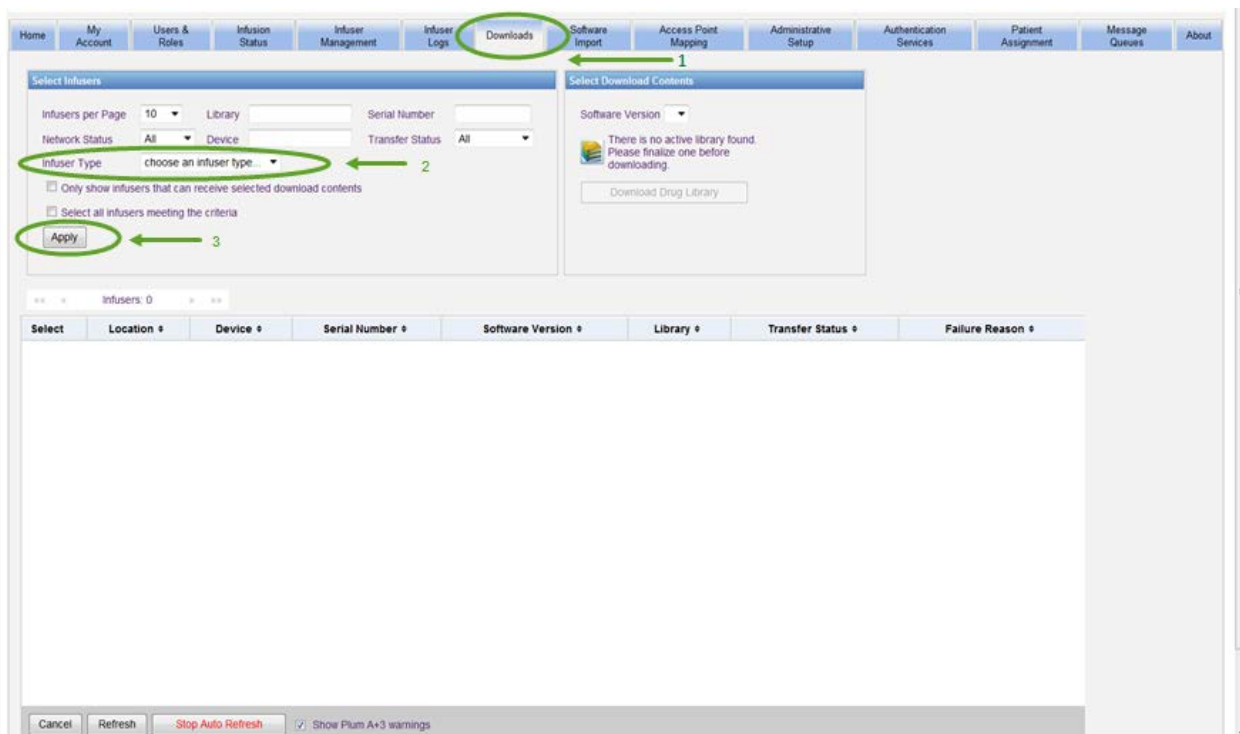 Home
My Account
Users & Roles
Infusion Status
Infuser Management
Infuser Logs
Downloads
Software Import
Access Point Mapping
Administrative Setup
Authentication Services
Patient Assignment
Message Queues
About
1
Select Infusers
Infusers per Page 10 Library Serial Number
Network Status All Device Transfer Status All
Infuser Type choose an infuser type...
2
Only show infusers that can receive selected download contents
Select all infusers meeting the criteria
Apply
3
Select Download Contents
Software Version
There is no active library found.
Please finalize one before
downloading.
Download Drug Library
Infusers: 0
Select Location Device Serial Number Software Version Library Transfer Status Failure Reason
Cancel Refresh Stop Auto Refresh Show Plum A+3 warnings